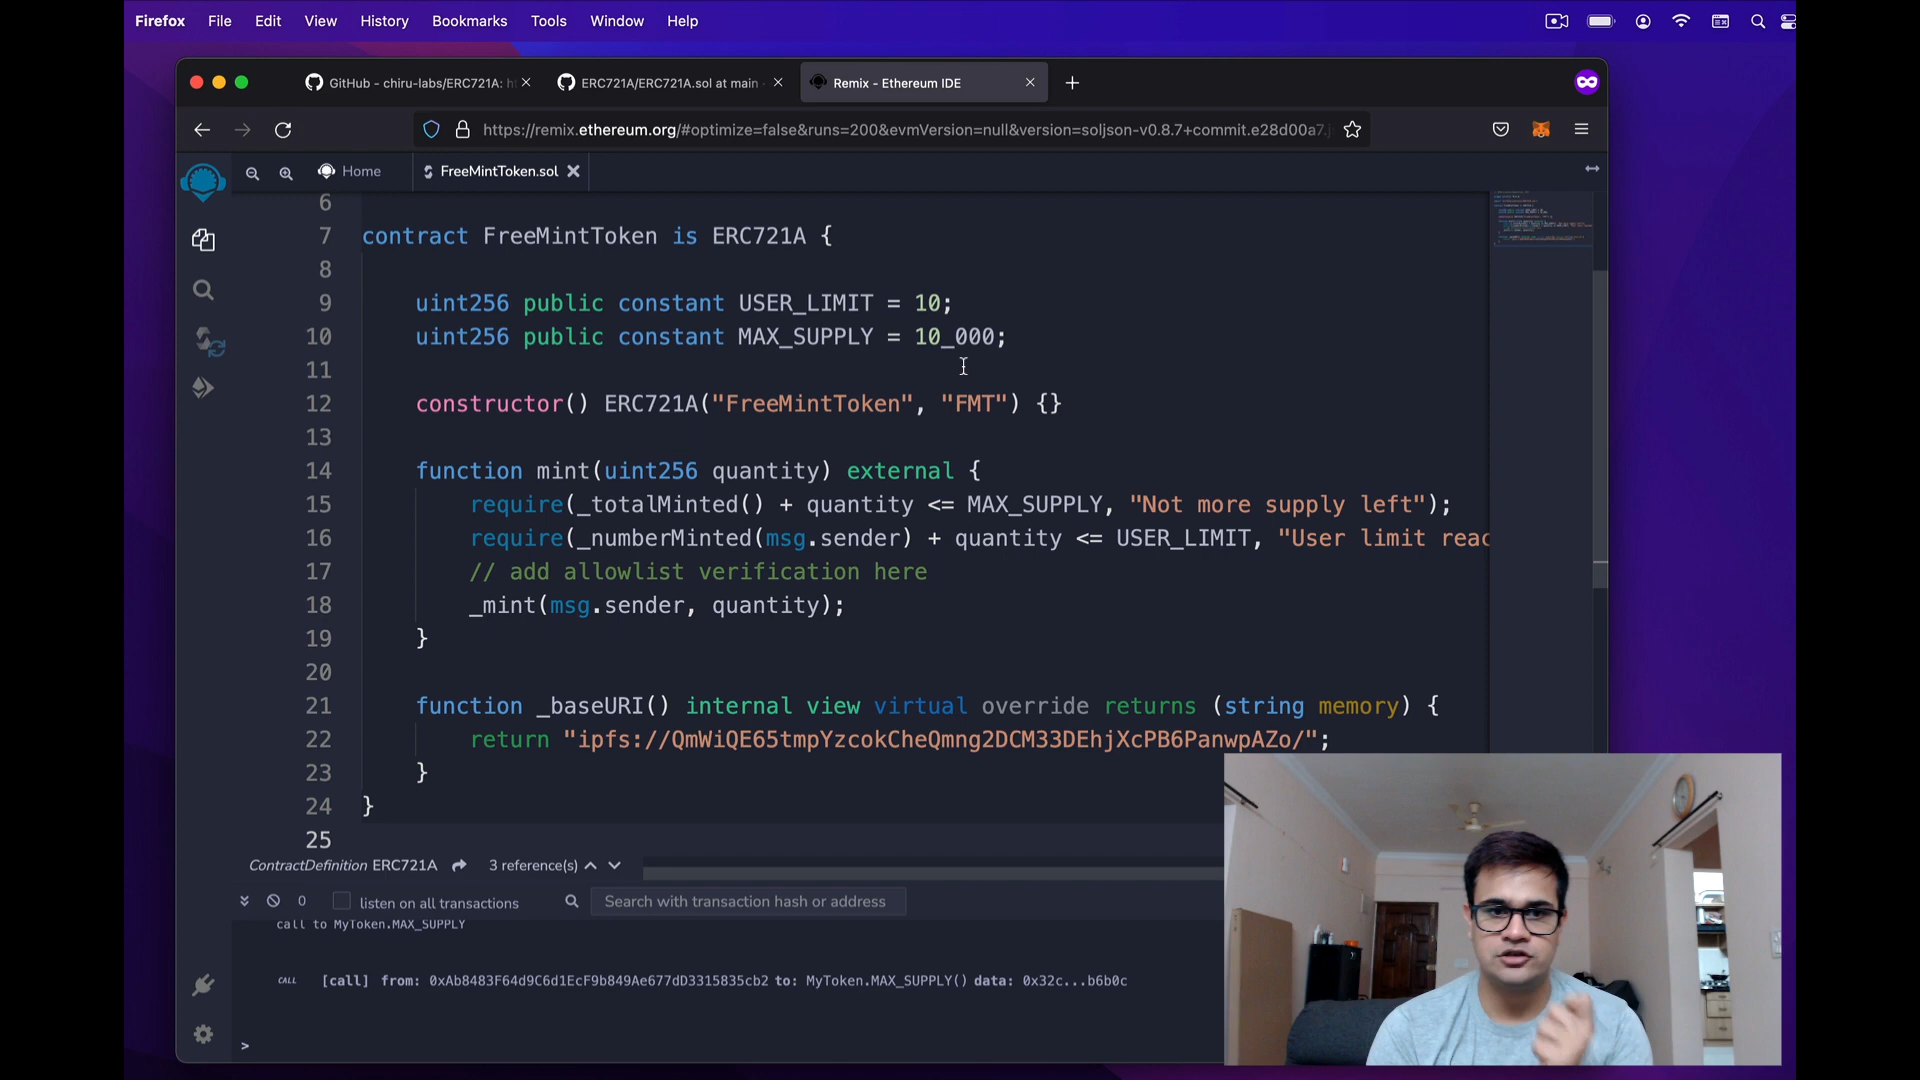 Firefox File Edit View History Bookmarks Tools Window Help
GitHub - chiru-labs/ERC721A: ht
ERC721A/ERC721A.sol at main ·
Remix - Ethereum IDE
https://remix.ethereum.org/#optimize=false&runs=200&evmVersion=null&version=soljson-v0.8.7+commit.e28d00a7.j
Home
FreeMintToken.sol
6
7 contract FreeMintToken is ERC721A {
8
9 uint256 public constant USER_LIMIT = 10;
10 uint256 public constant MAX_SUPPLY = 10_000;
11
12 constructor() ERC721A("FreeMintToken", "FMT") {}
13
14 function mint(uint256 quantity) external {
15 require(_totalMinted() + quantity <= MAX_SUPPLY, "Not more supply left");
16 require(_numberMinted(msg.sender) + quantity <= USER_LIMIT, "User limit reac
17 // add allowlist verification here
18 _mint(msg.sender, quantity);
19 }
20
21 function _baseURI() internal view virtual override returns (string memory) {
22 return "ipfs://QmWiQE65tmpYzcokCheQmng2DCM33DEhjXcPB6PanwpAZo/";
23 }
24 }
25
ContractDefinition ERC721A 3 reference(s)
0 listen on all transactions Search with transaction hash or address
call to MyToken.MAX_SUPPLY
CALL [call] from: 0xAb8483F64d9C6d1EcF9b849Ae677dD3315835cb2 to: MyToken.MAX_SUPPLY() data: 0x32c...b6b0c
>